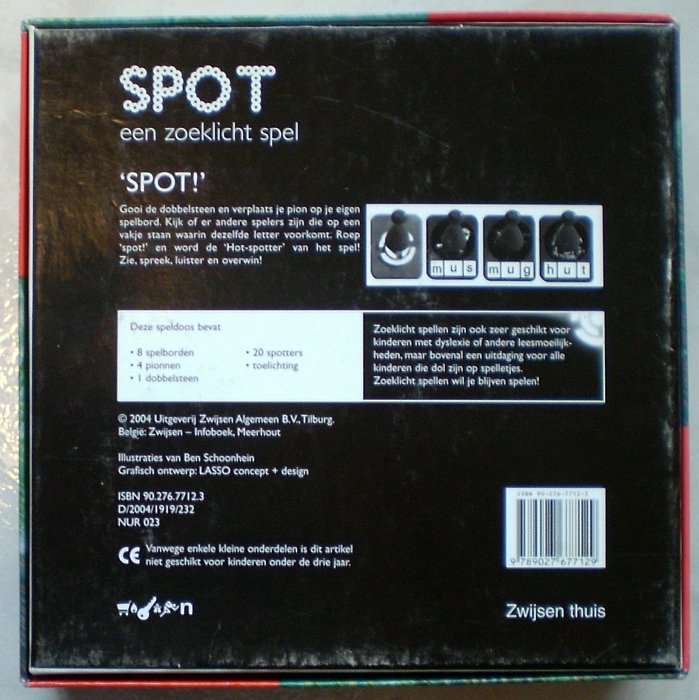 SPOT
een zoeklicht spel
‘SPOT!’
Gooi de dobbelsteen en verplaats je pion op je eigen
spelbord. Kijk of er andere spelers zijn die op een
vakje staan waarin dezelfde letter voorkomt. Roep
‘spot!’ en word de ‘Hot-spotter’ van het spel!
Zie, spreek, luister en overwin!
mus mug hut
Deze speldoos bevat
• 8 spelborden
• 4 pionnen
• 1 dobbelsteen
• 20 spotters
• toelichting
Zoeklicht spellen zijn ook zeer geschikt voor
kinderen met dyslexie of andere leesmoeilijk-
heden, maar bovenal een uitdaging voor alle
kinderen die dol zijn op spelletjes.
Zoeklicht spellen wil je blijven spelen!
© 2004 Uitgeverij Zwijsen Algemeen B.V., Tilburg.
België: Zwijsen – Infoboek, Meerhout
Illustraties van Ben Schoonhein
Grafisch ontwerp: LASSO concept + design
ISBN 90.276.7712.3
D/2004/1919/232
NUR 023
CE Vanwege enkele kleine onderdelen is dit artikel
niet geschikt voor kinderen onder de drie jaar.
ISBN 90-276-7712-3
9 789027 677129
n
Zwijsen thuis